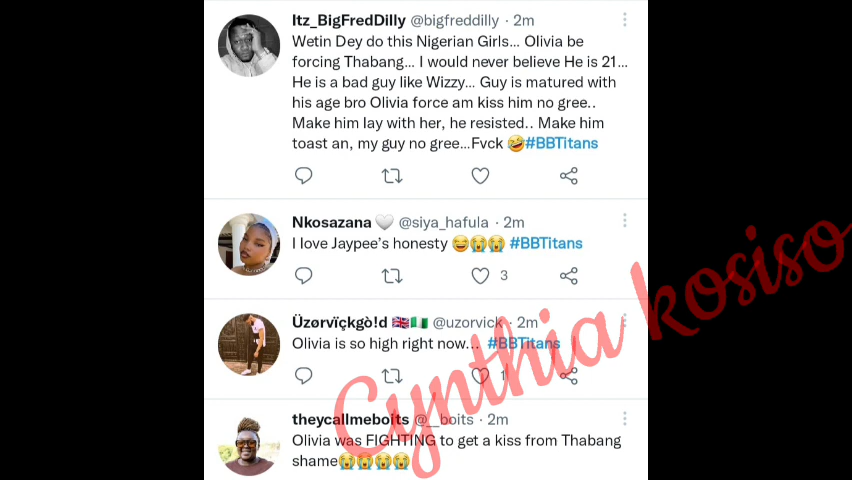 Itz_BigFredDilly @bigfreddilly · 2m
Wetin Dey do this Nigerian Girls... Olivia be
forcing Thabang... I would never believe He is 21...
He is a bad guy like Wizzy... Guy is matured with
his age bro Olivia force am kiss him no gree..
Make him lay with her, he resisted.. Make him
toast an, my guy no gree...Fvck 🤣#BBTitans
Nkosazana 🤍 @siya_hafula · 2m
I love Jaypee's honesty 😂😭😭 #BBTitans
3
Üzørvïçkgò!d 🇬🇧🇳🇬 @uzorvick · 2m
Olivia is so high right now... #BBTitans
1
theycallmeboits @__boits · 2m
Olivia was FIGHTING to get a kiss from Thabang
shame😭😭😭😭
Cynthia kosiso